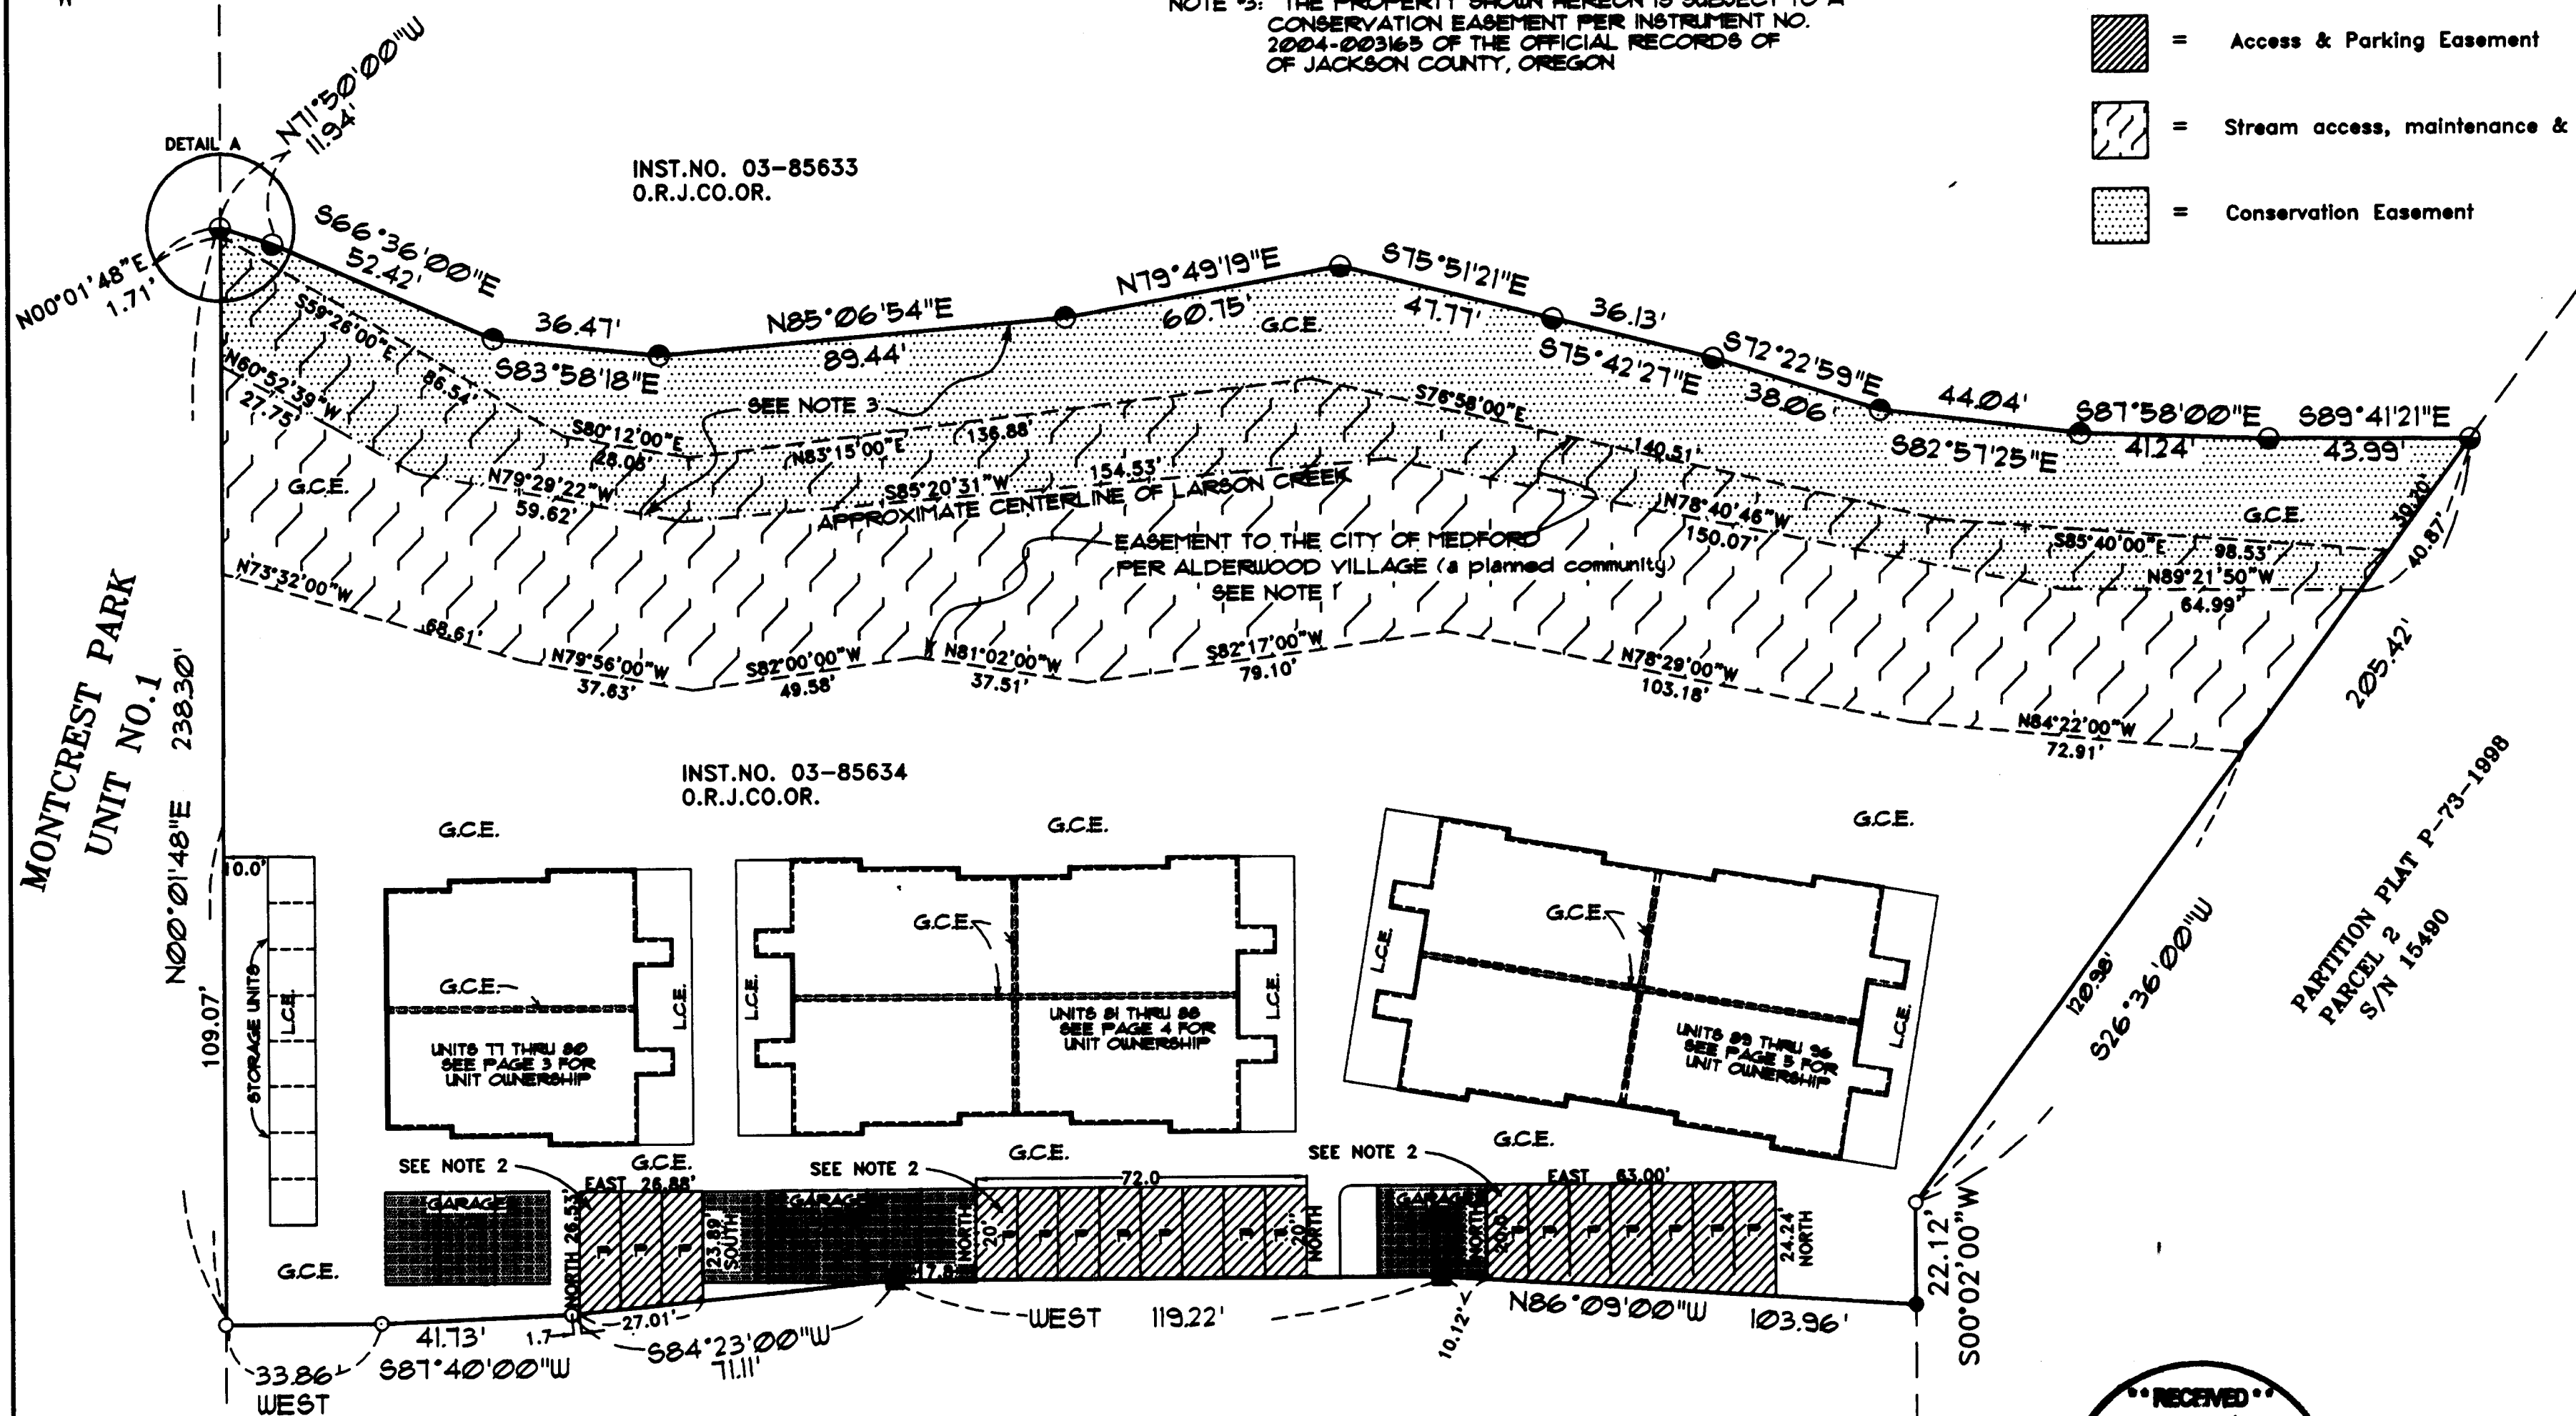 NOTE #3: THE PROPERTY SHOWN HEREON IS SUBJECT TO A
CONSERVATION EASEMENT PER INSTRUMENT NO.
2004-003165 OF THE OFFICIAL RECORDS OF
OF JACKSON COUNTY, OREGON
= Access & Parking Easement
= Stream access, maintenance &
= Conservation Easement
N71°50'00"W
11.94'
DETAIL A
INST.NO. 03-85633
O.R.J.CO.OR.
N00°01'48"E
1.71'
S66°36'00"E
52.42'
36.47'
S83°58'18"E
N85°06'54"E
89.44'
N79°49'19"E
60.75'
G.C.E.
S75°51'21"E
47.77'
36.13'
S75°42'27"E
S72°22'59"E
38.06'
44.04'
S82°57'25"E
S87°58'00"E
41.24'
S89°41'21"E
43.99'
S59°26'00"E
86.54'
N60°52'39"W
27.75'
SEE NOTE 3
S80°12'00"E
28.05'
N83°15'00"E
136.88'
S76°58'00"E
140.51'
G.C.E.
N79°29'22"W
59.62'
S85°20'31"W
154.53'
APPROXIMATE CENTERLINE OF LARSON CREEK
N78°40'46"W
150.07'
G.C.E.
S85°40'00"E
98.53'
N89°21'50"W
64.99'
39.20'
40.87'
EASEMENT TO THE CITY OF MEDFORD
PER ALDERWOOD VILLAGE (a planned community)
SEE NOTE 1
N73°32'00"W
68.61'
N79°56'00"W
37.63'
S82°00'00"W
49.58'
N81°02'00"W
37.51'
S82°17'00"W
79.10'
N78°29'00"W
103.18'
N84°22'00"W
72.91'
205.42'
MONTCREST PARK
UNIT NO.1
N00°01'48"E 238.30'
109.07'
INST.NO. 03-85634
O.R.J.CO.OR.
G.C.E.
G.C.E.
G.C.E.
PARTITION PLAT P-73-1998
PARCEL 2
S/N 15490
S26°36'00"W
120.98'
10.0'
STORAGE UNITS
L.C.E.
G.C.E.
UNITS 77 THRU 80
SEE PAGE 3 FOR
UNIT OWNERSHIP
L.C.E.
L.C.E.
G.C.E.
UNITS 81 THRU 88
SEE PAGE 4 FOR
UNIT OWNERSHIP
L.C.E.
L.C.E.
G.C.E.
UNITS 89 THRU 96
SEE PAGE 5 FOR
UNIT OWNERSHIP
L.C.E.
SEE NOTE 2
G.C.E.
SEE NOTE 2
G.C.E.
SEE NOTE 2
G.C.E.
GARAGE
NORTH 26.53'
EAST 26.88'
23.89'
SOUTH
GARAGE
NORTH
20'
72.0
20'
NORTH
GARAGE
NORTH
20.0'
EAST 63.00'
24.24'
NORTH
G.C.E.
22.12'
S00°02'00"W
33.86'
WEST
41.73'
S87°40'00"W
1.7
27.01'
S84°23'00"W
71.11'
WEST 119.22'
10.12'
N86°09'00"W 103.96'
**RECEIVED**